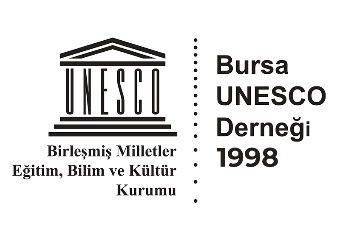 UNESCO
Birleşmiş Milletler
Eğitim, Bilim ve Kültür
Kurumu
Bursa
UNESCO
Derneği
1998